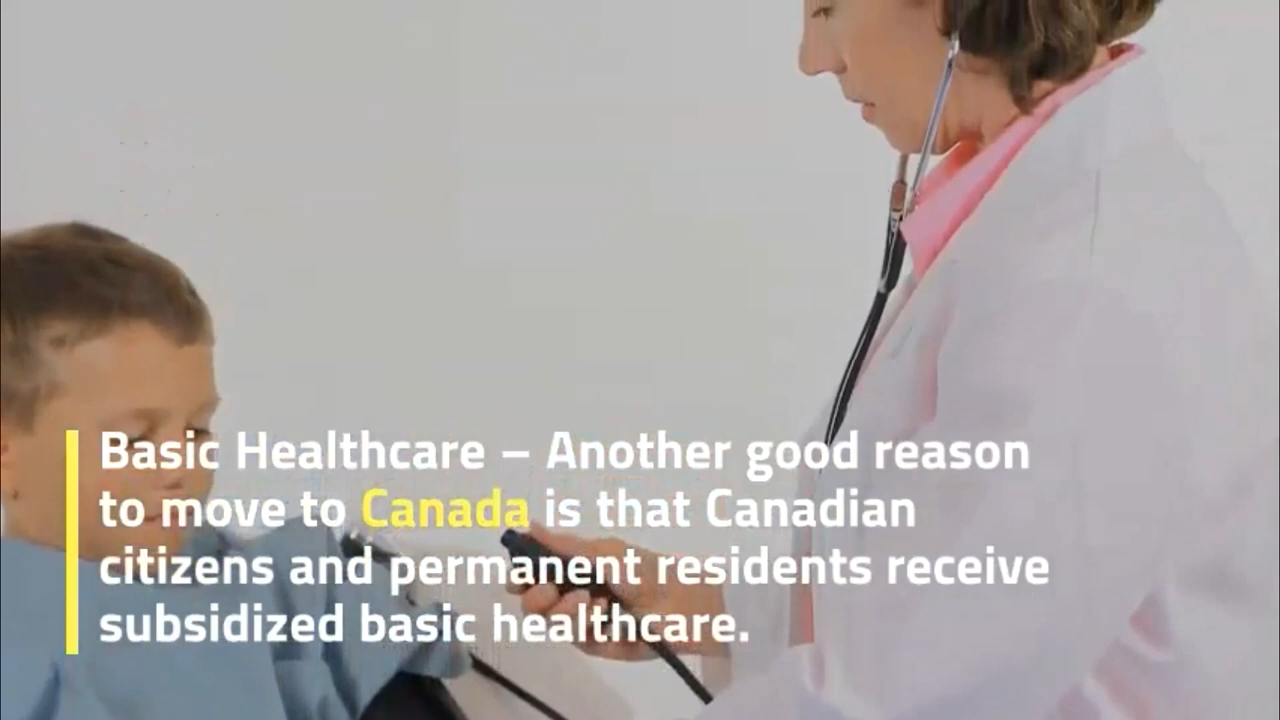 Basic Healthcare – Another good reason
to move to Canada is that Canadian
citizens and permanent residents receive
subsidized basic healthcare.